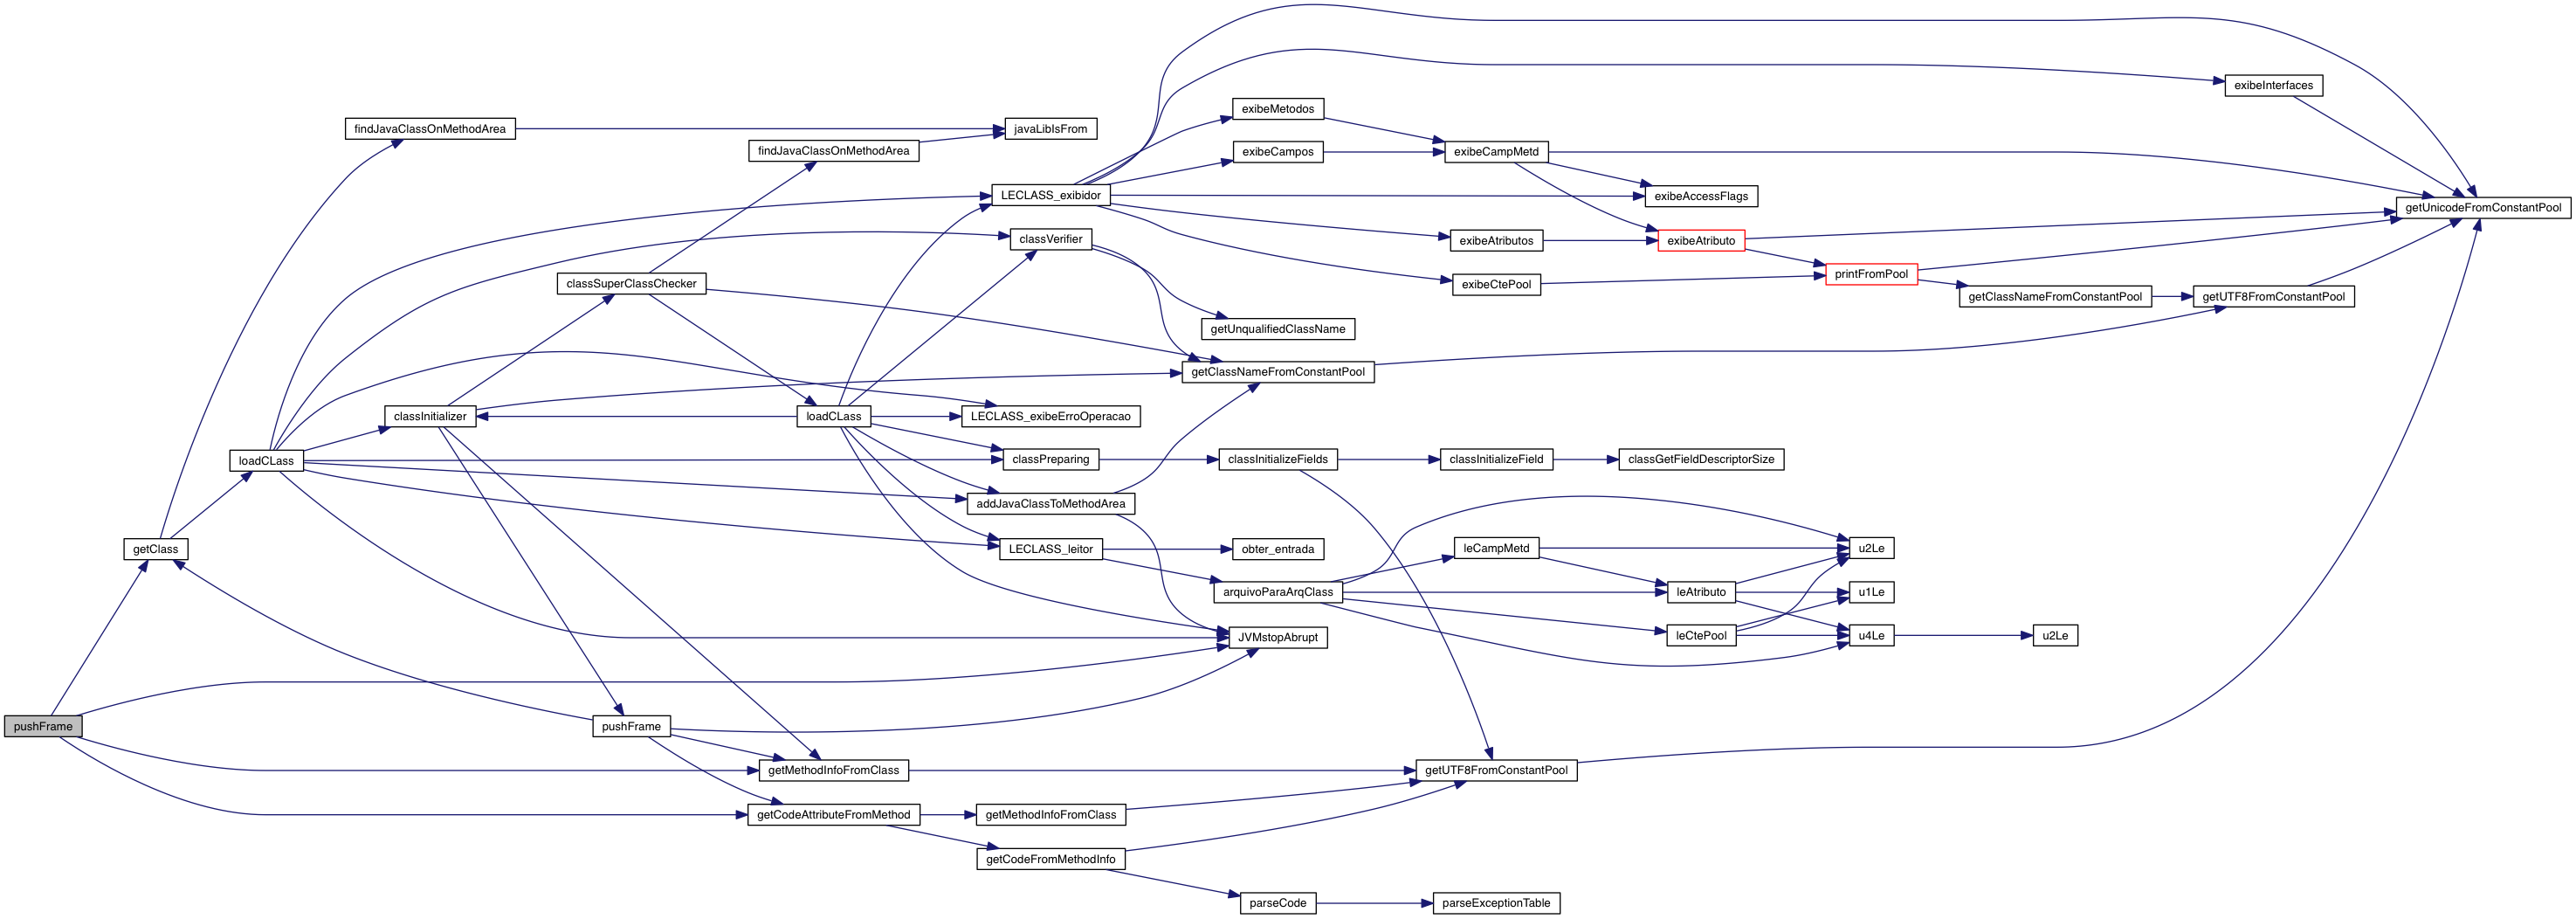 exibeInterfaces
exibeMetodos
findJavaClassOnMethodArea
javaLibIsFrom
findJavaClassOnMethodArea
exibeCampos
exibeCampMetd
LECLASS_exibidor
exibeAccessFlags
getUnicodeFromConstantPool
classVerifier
exibeAtributos
exibeAtributo
printFromPool
classSuperClassChecker
exibeCtePool
getClassNameFromConstantPool
getUTF8FromConstantPool
getUnqualifiedClassName
getClassNameFromConstantPool
classInitializer
loadCLass
LECLASS_exibeErroOperacao
loadCLass
classPreparing
classInitializeFields
classInitializeField
classGetFieldDescriptorSize
addJavaClassToMethodArea
getClass
LECLASS_leitor
obter_entrada
leCampMetd
u2Le
arquivoParaArqClass
leAtributo
u1Le
JVMstopAbrupt
leCtePool
u4Le
u2Le
pushFrame
pushFrame
getMethodInfoFromClass
getUTF8FromConstantPool
getCodeAttributeFromMethod
getMethodInfoFromClass
getCodeFromMethodInfo
parseCode
parseExceptionTable